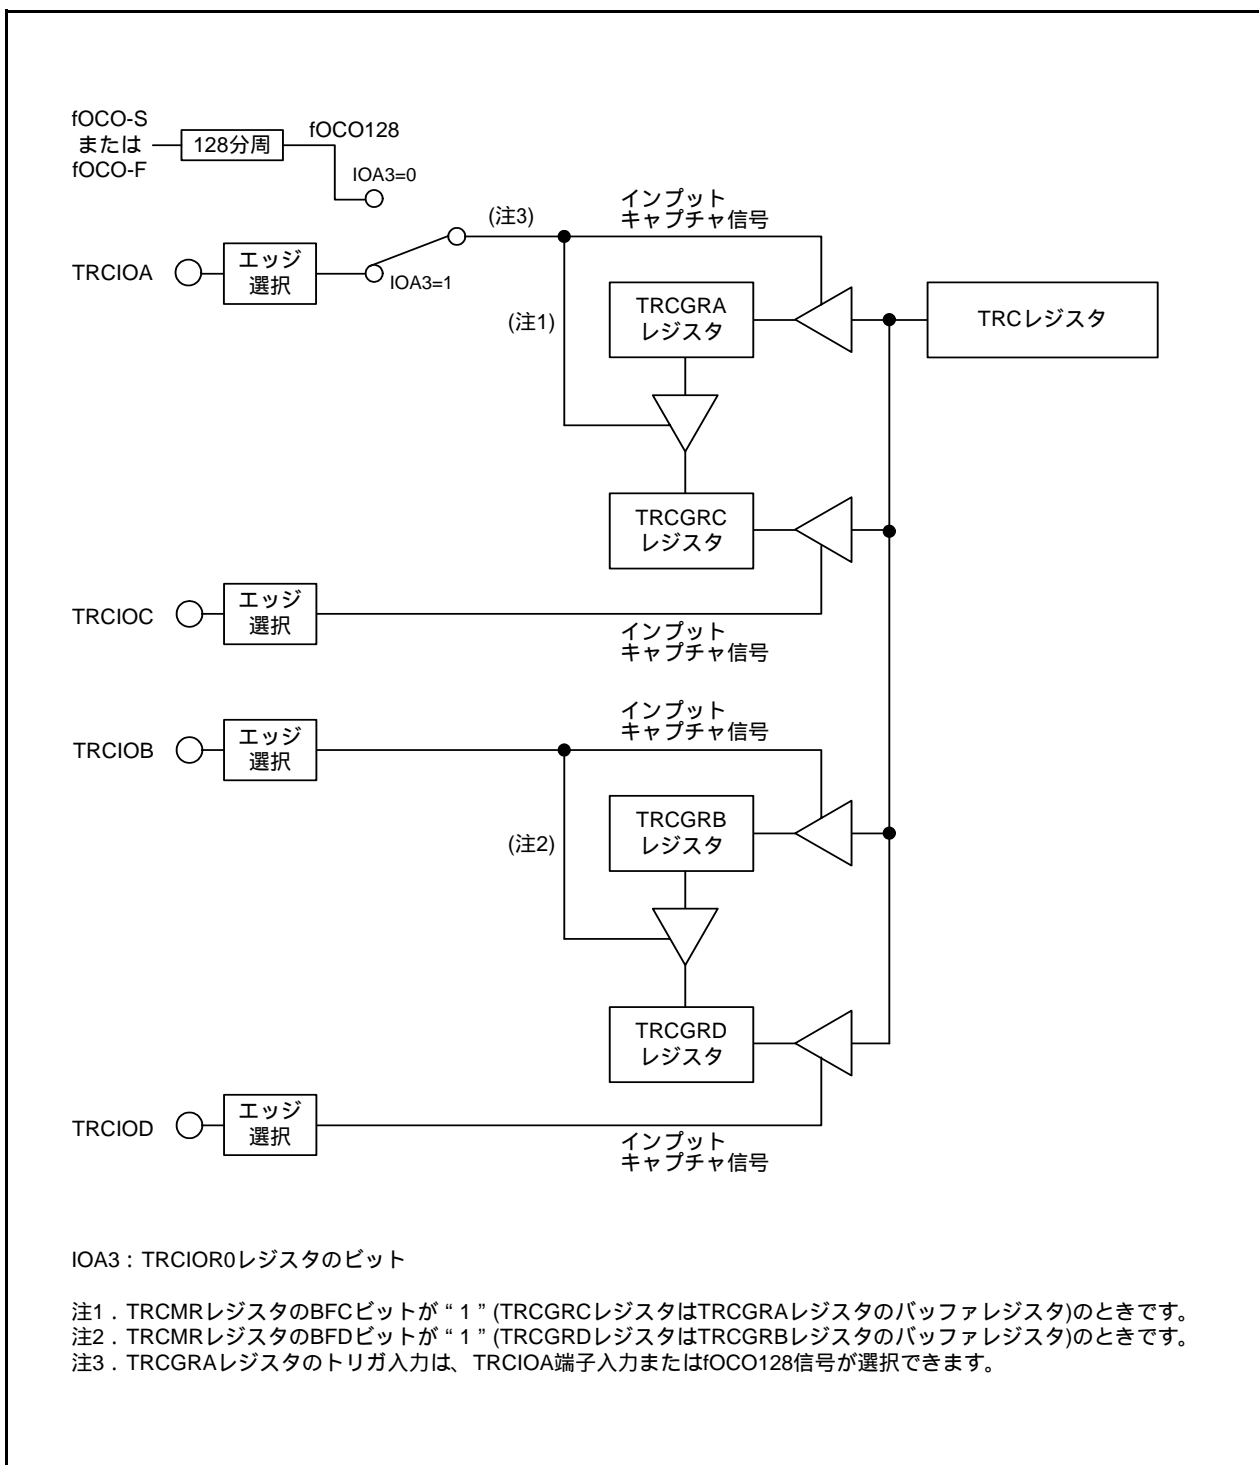 fOCO-S
または
fOCO-F
128分周
fOCO128
IOA3=0
(注3)
インプット
キャプチャ信号
TRCIOA
エッジ
選択
IOA3=1
(注1)
TRCGRA
レジスタ
TRCレジスタ
TRCGRC
レジスタ
TRCIOC
エッジ
選択
インプット
キャプチャ信号
インプット
キャプチャ信号
TRCIOB
エッジ
選択
(注2)
TRCGRB
レジスタ
TRCGRD
レジスタ
TRCIOD
エッジ
選択
インプット
キャプチャ信号
IOA3：TRCIOR0レジスタのビット
注1．TRCMRレジスタのBFCビットが“1”(TRCGRCレジスタはTRCGRAレジスタのバッファレジスタ)のときです。
注2．TRCMRレジスタのBFDビットが“1”(TRCGRDレジスタはTRCGRBレジスタのバッファレジスタ)のときです。
注3．TRCGRAレジスタのトリガ入力は、TRCIOA端子入力またはfOCO128信号が選択できます。